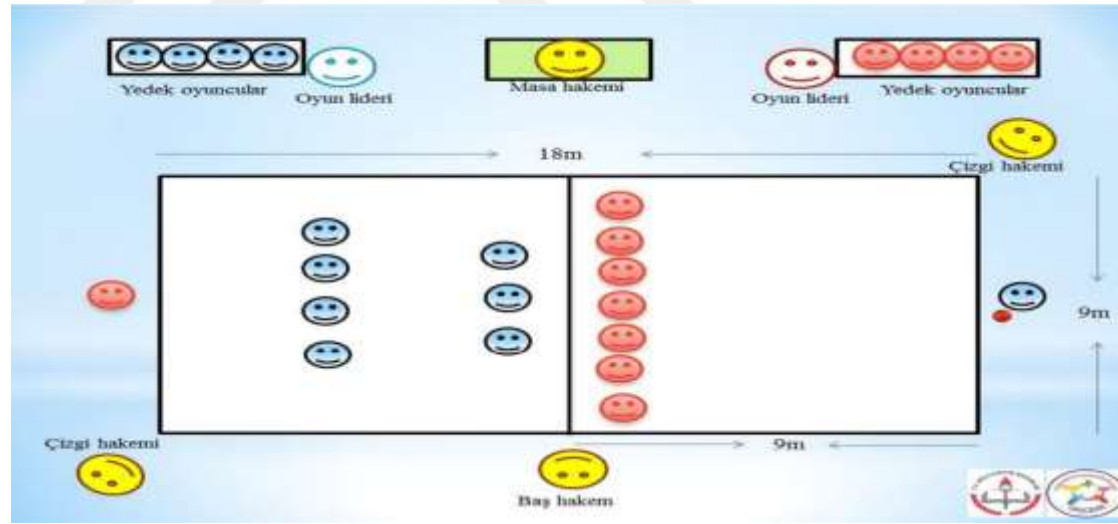 Yedek oyuncular
Oyun lideri
Masa hakemi
Oyun lideri
Yedek oyuncular
18m
Çizgi hakemi
9m
Çizgi hakemi
9m
Baş hakem